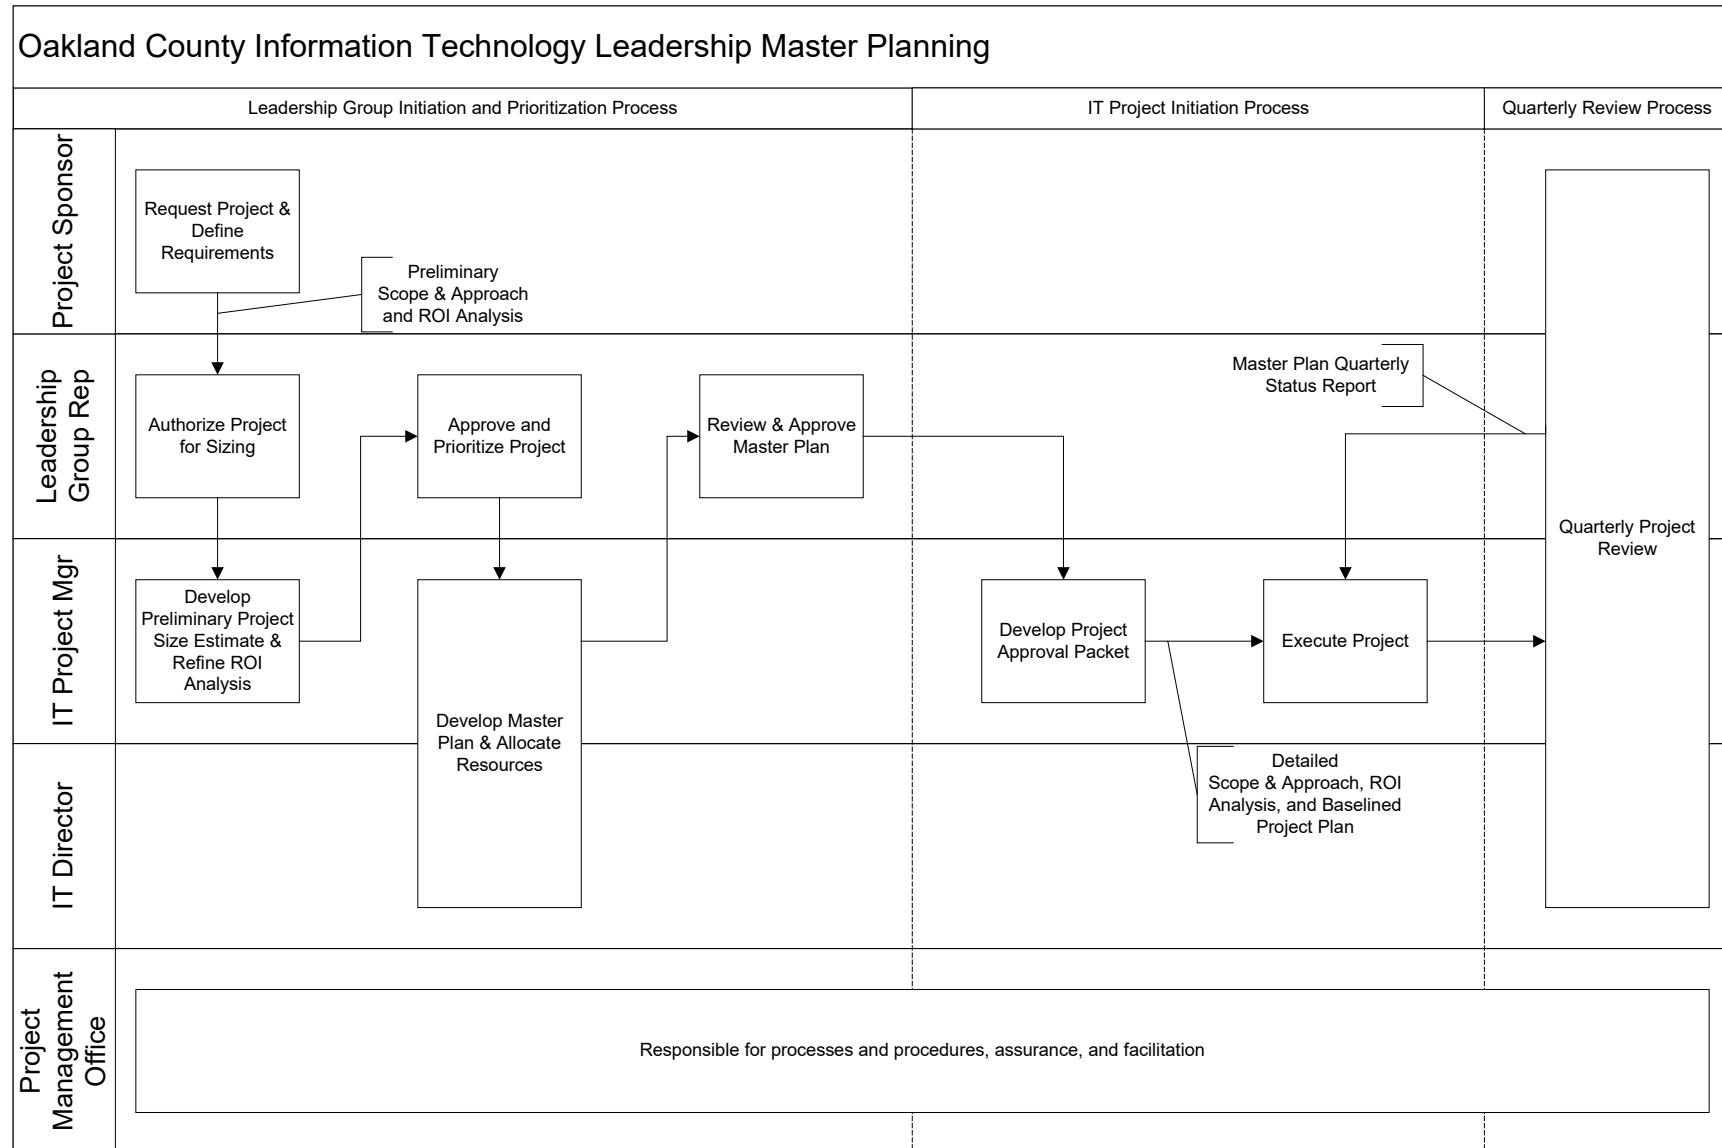 Oakland County Information Technology Leadership Master Planning
Leadership Group Initiation and Prioritization Process
IT Project Initiation Process
Quarterly Review Process
Project Sponsor
Request Project &
Define
Requirements
Preliminary
Scope & Approach
and ROI Analysis
Leadership
Group Rep
Authorize Project
for Sizing
Approve and
Prioritize Project
Review & Approve
Master Plan
Master Plan Quarterly
Status Report
Quarterly Project
Review
IT Project Mgr
Develop
Preliminary Project
Size Estimate &
Refine ROI
Analysis
Develop Master
Plan & Allocate
Resources
Develop Project
Approval Packet
Execute Project
IT Director
Detailed
Scope & Approach, ROI
Analysis, and Baselined
Project Plan
Project
Management
Office
Responsible for processes and procedures, assurance, and facilitation